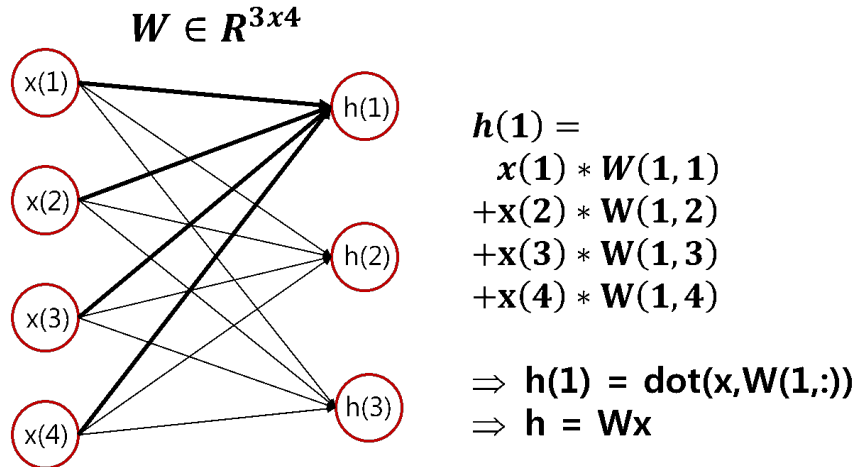 W ∈ R^{3x4}
x(1)
x(2)
x(3)
x(4)
h(1)
h(2)
h(3)
h(1) =
x(1) * W(1,1)
+x(2) * W(1,2)
+x(3) * W(1,3)
+x(4) * W(1,4)
⇒ h(1) = dot(x,W(1,:))
⇒ h = Wx